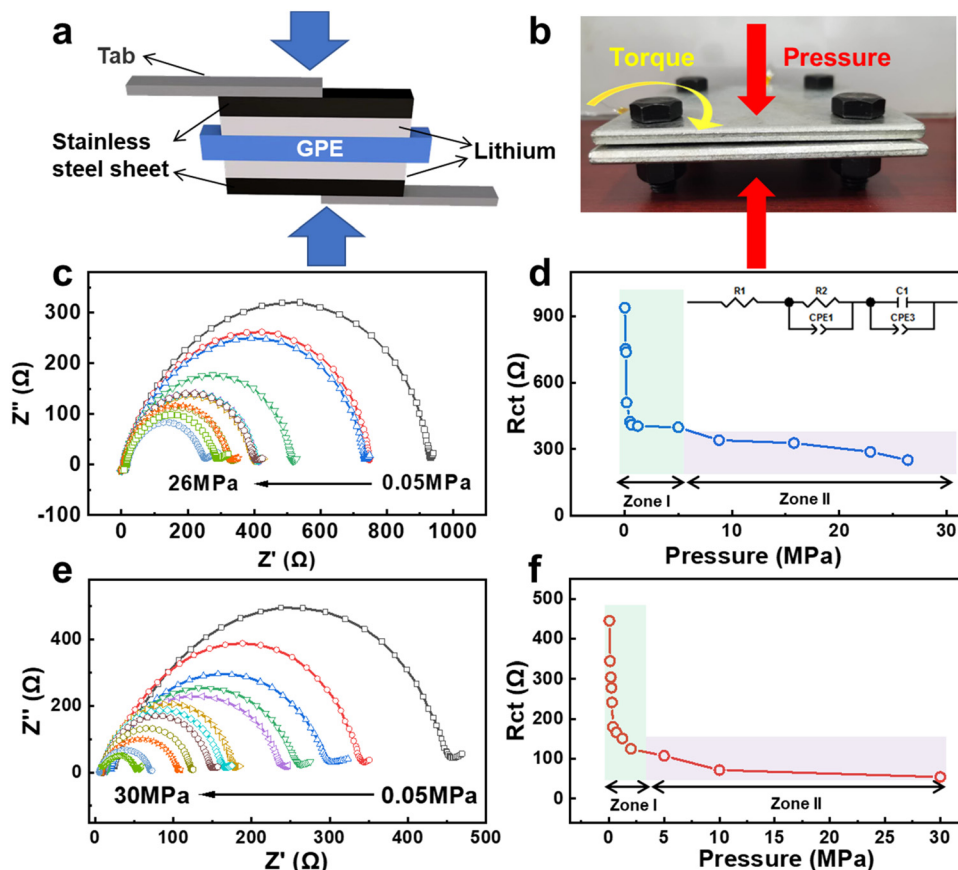 a
Tab
Stainless
steel sheet
GPE
Lithium
b
Torque
Pressure
c
Z'' (Ω)
300
200
100
0
-100
26MPa
0.05MPa
0 200 400 600 800 1000
Z' (Ω)
d
Rct (Ω)
900
600
300
0
R1
R2
C1
CPE1
CPE3
Zone I
Zone II
0 10 20 30
Pressure (MPa)
e
Z'' (Ω)
400
200
0
30MPa
0.05MPa
0 100 200 300 400 500
Z' (Ω)
f
Rct (Ω)
500
400
300
200
100
0
Zone I
Zone II
0 5 10 15 20 25 30
Pressure (MPa)